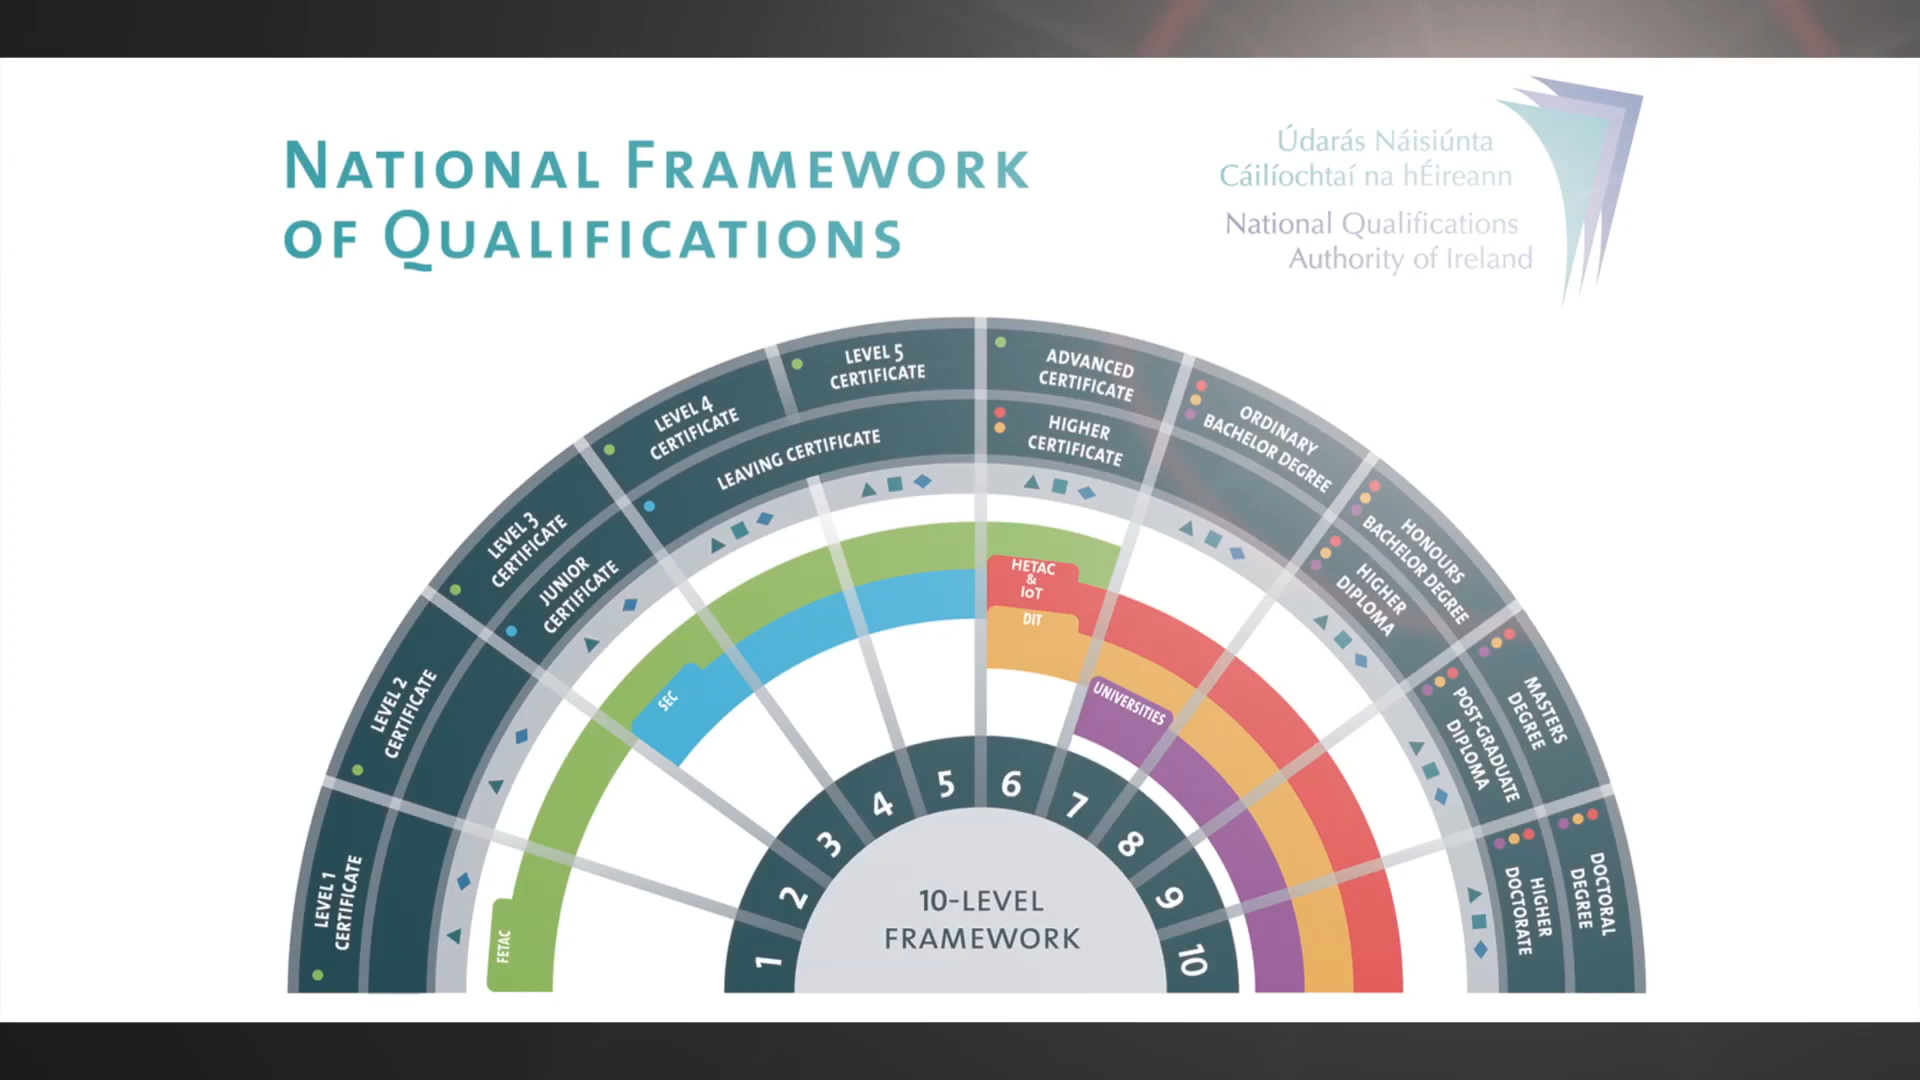 NATIONAL FRAMEWORK
OF QUALIFICATIONS
Údarás Náisiúnta
Cáilíochtaí na hÉireann
National Qualifications
Authority of Ireland
LEVEL 1
CERTIFICATE
LEVEL 2
CERTIFICATE
LEVEL 3
CERTIFICATE
JUNIOR
CERTIFICATE
LEVEL 4
CERTIFICATE
LEVEL 5
CERTIFICATE
LEAVING CERTIFICATE
ADVANCED
CERTIFICATE
HIGHER
CERTIFICATE
ORDINARY
BACHELOR DEGREE
HONOURS
BACHELOR DEGREE
HIGHER
DIPLOMA
MASTERS
DEGREE
POST-GRADUATE
DIPLOMA
DOCTORAL
DEGREE
HIGHER
DOCTORATE
FETAC
SEC
HETAC
&
IoT
DIT
UNIVERSITIES
1
2
3
4
5
6
7
8
9
10
10-LEVEL
FRAMEWORK